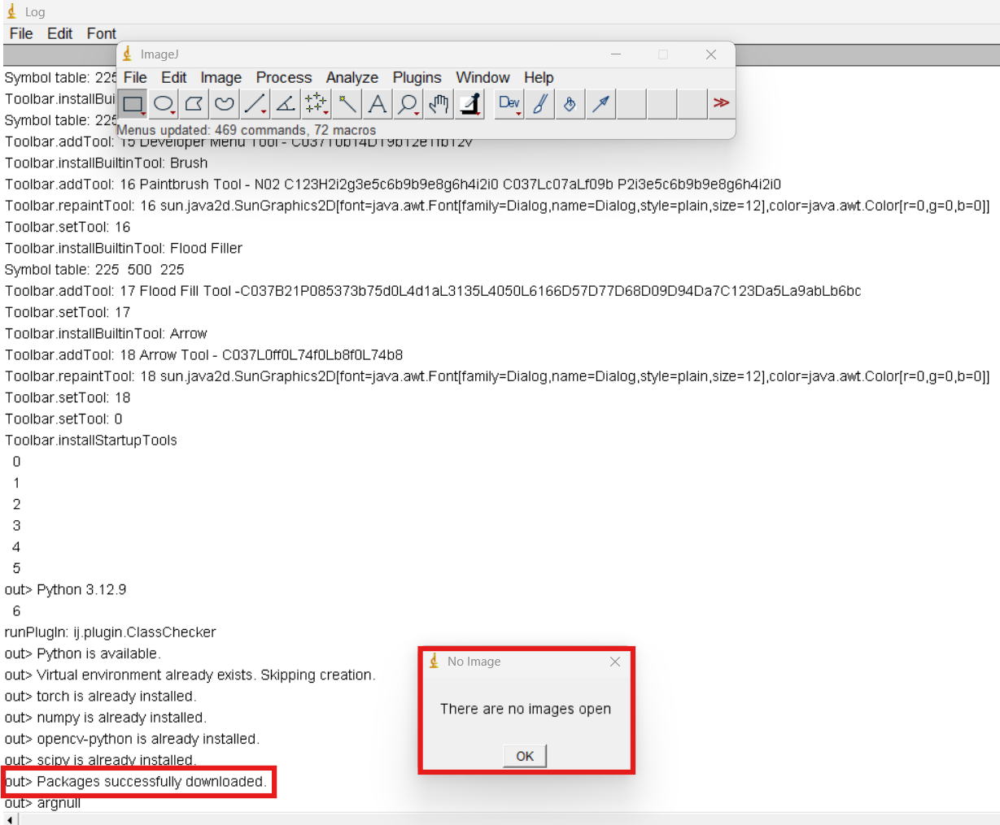 Log
File Edit Font
ImageJ
File Edit Image Process Analyze Plugins Window Help
Dev
Menus updated: 469 commands, 72 macros
Symbol table: 225
Toolbar.installBui
Symbol table: 225
Toolbar.addTool: 15 Developer Menu Tool - C037T0b14DT9b12eTfb12v
Toolbar.installBuiltinTool: Brush
Toolbar.addTool: 16 Paintbrush Tool - N02 C123H2i2g3e5c6b9b9e8g6h4i2i0 C037Lc07aLf09b P2i3e5c6b9b9e8g6h4i2i0
Toolbar.repaintTool: 16 sun.java2d.SunGraphics2D[font=java.awt.Font[family=Dialog,name=Dialog,style=plain,size=12],color=java.awt.Color[r=0,g=0,b=0]]
Toolbar.setTool: 16
Toolbar.installBuiltinTool: Flood Filler
Symbol table: 225 500 225
Toolbar.addTool: 17 Flood Fill Tool -C037B21P085373b75d0L4d1aL3135L4050L6166D57D77D68D09D94Da7C123Da5La9abLb6bc
Toolbar.setTool: 17
Toolbar.installBuiltinTool: Arrow
Toolbar.addTool: 18 Arrow Tool - C037L0ff0L74f0Lb8f0L74b8
Toolbar.repaintTool: 18 sun.java2d.SunGraphics2D[font=java.awt.Font[family=Dialog,name=Dialog,style=plain,size=12],color=java.awt.Color[r=0,g=0,b=0]]
Toolbar.setTool: 18
Toolbar.setTool: 0
Toolbar.installStartupTools
0
1
2
3
4
5
out> Python 3.12.9
6
runPlugIn: ij.plugin.ClassChecker
out> Python is available.
out> Virtual environment already exists. Skipping creation.
out> torch is already installed.
out> numpy is already installed.
out> opencv-python is already installed.
out> scipy is already installed.
out> Packages successfully downloaded.
out> argnull
No Image
There are no images open
OK